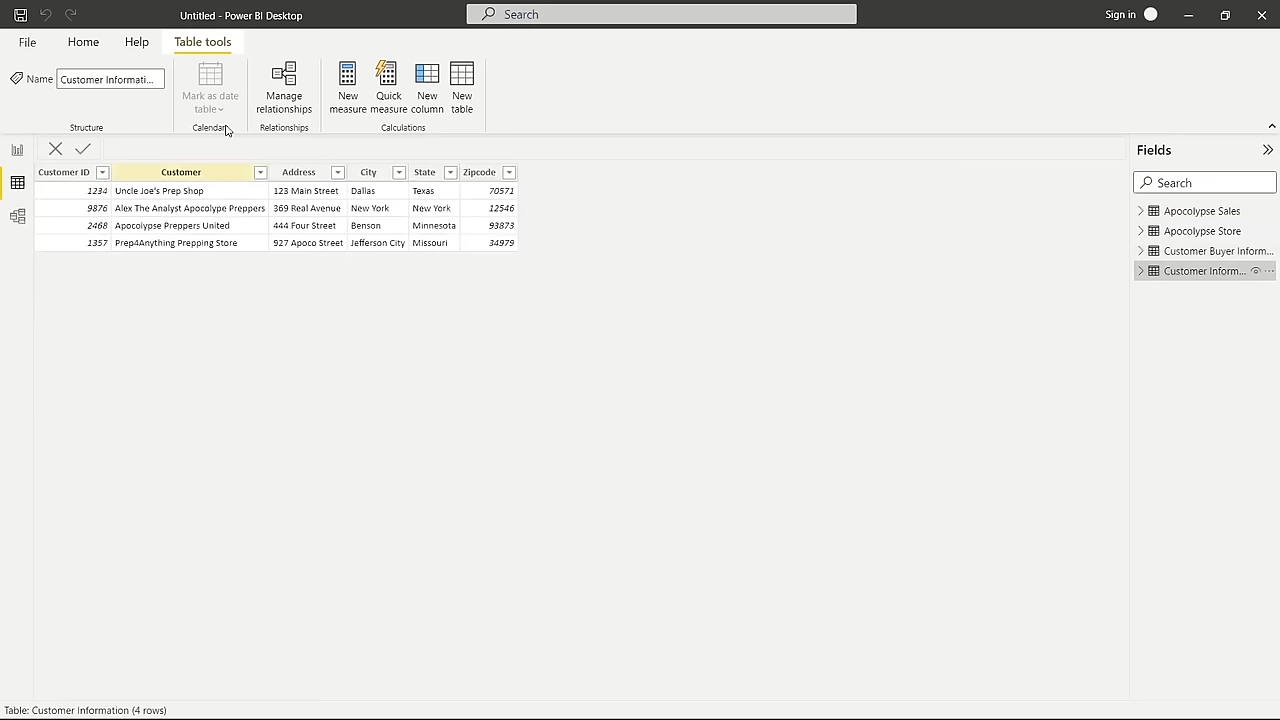 Untitled - Power BI Desktop
Search
Sign in
File
Home
Help
Table tools
Name
Customer Informati...
Mark as date
table
Manage
relationships
New
measure
Quick
measure
New
column
New
table
Structure
Calendars
Relationships
Calculations
Customer ID Customer Address City State Zipcode
1234 Uncle Joe's Prep Shop 123 Main Street Dallas Texas 70571
9876 Alex The Analyst Apocolype Preppers 369 Real Avenue New York New York 12546
2468 Apocolypse Preppers United 444 Four Street Benson Minnesota 93873
1357 Prep4Anything Prepping Store 927 Apoco Street Jefferson City Missouri 34979
Fields
Search
Apocolypse Sales
Apocolypse Store
Customer Buyer Inform...
Customer Inform...
Table: Customer Information (4 rows)